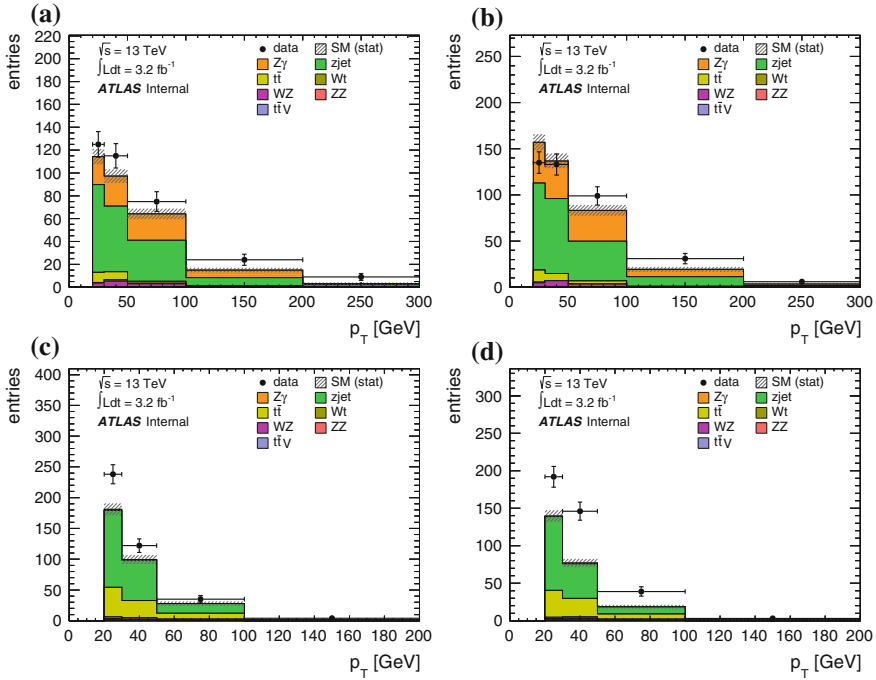 (a)
entries
220
200
180
160
140
120
100
80
60
40
20
0
√s = 13 TeV
∫Ldt = 3.2 fb⁻¹
ATLAS Internal
data
Zγ
tt̄
WZ
tt̄V
SM (stat)
zjet
Wt
ZZ
0 50 100 150 200 250 300
p_T [GeV]
(b)
entries
250
200
150
100
50
0
√s = 13 TeV
∫Ldt = 3.2 fb⁻¹
ATLAS Internal
data
Zγ
tt̄
WZ
tt̄V
SM (stat)
zjet
Wt
ZZ
0 50 100 150 200 250 300
p_T [GeV]
(c)
entries
400
350
300
250
200
150
100
50
0
√s = 13 TeV
∫Ldt = 3.2 fb⁻¹
ATLAS Internal
data
Zγ
tt̄
WZ
tt̄V
SM (stat)
zjet
Wt
ZZ
0 20 40 60 80 100 120 140 160 180 200
p_T [GeV]
(d)
entries
300
250
200
150
100
50
0
√s = 13 TeV
∫Ldt = 3.2 fb⁻¹
ATLAS Internal
data
Zγ
tt̄
WZ
tt̄V
SM (stat)
zjet
Wt
ZZ
0 20 40 60 80 100 120 140 160 180 200
p_T [GeV]